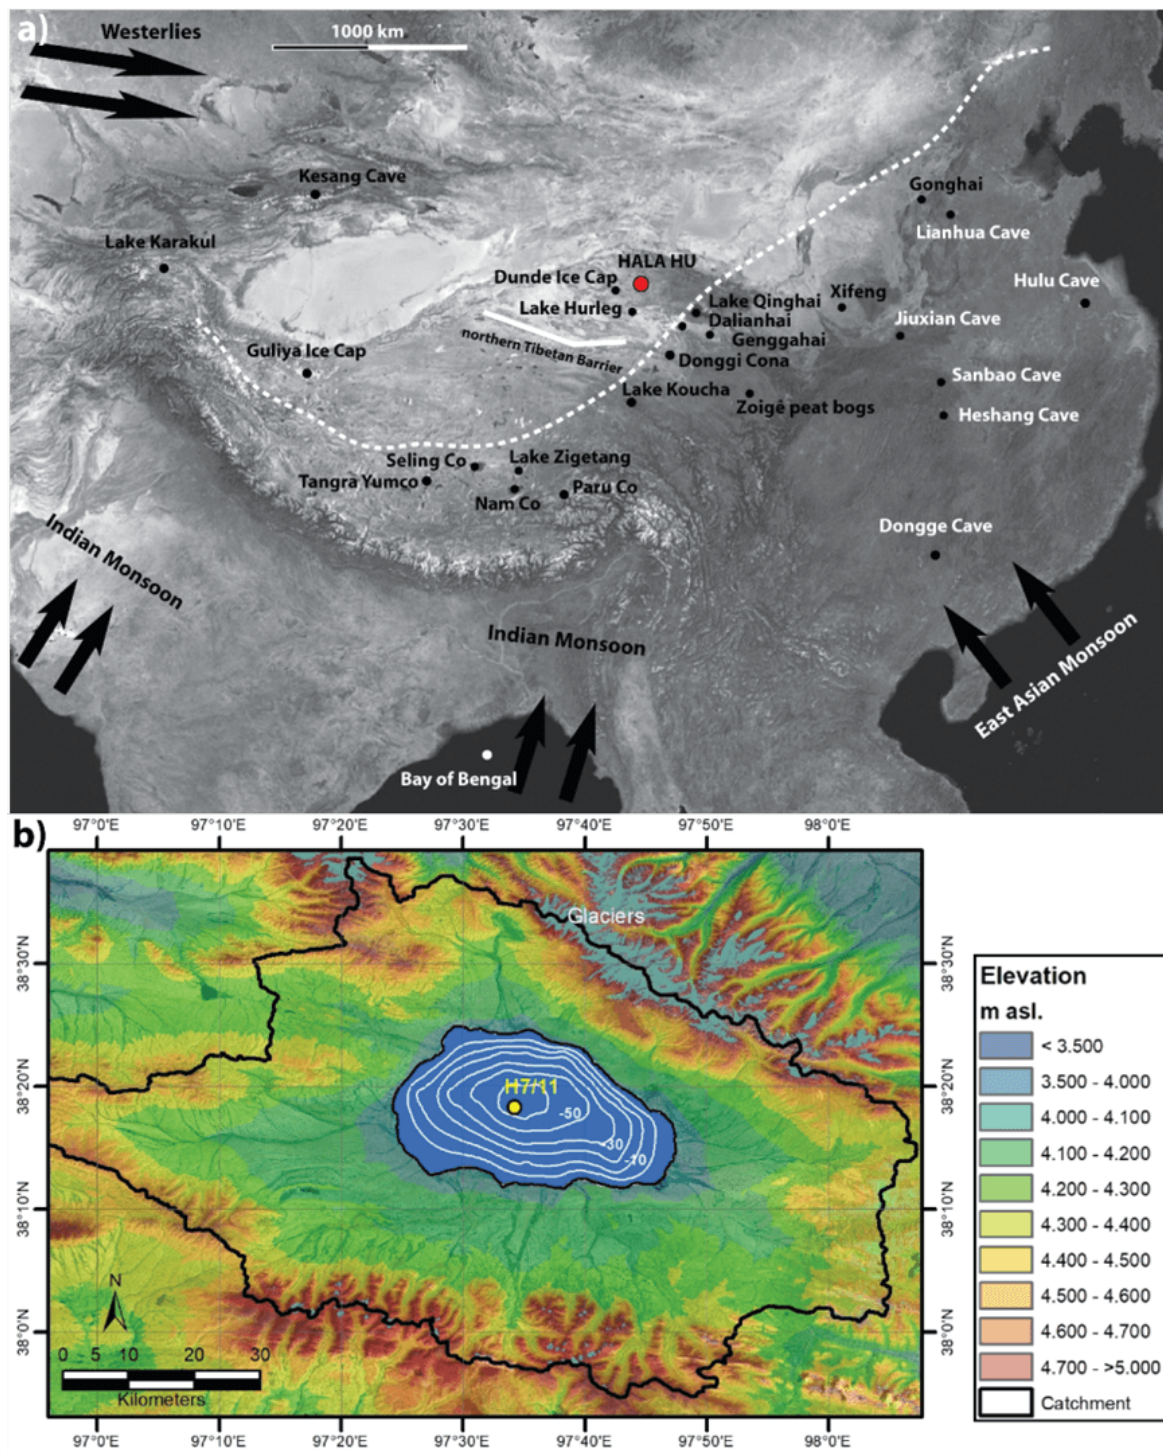 a)
Westerlies
1000 km
Kesang Cave
Gonghai
Lianhua Cave
Lake Karakul
HALA HU
Dunde Ice Cap
Hulu Cave
Lake Hurleg
Lake Qinghai
Xifeng
Dalianhai
Jiuxian Cave
Genggahai
northern Tibetan Barrier
Guliya Ice Cap
Donggi Cona
Sanbao Cave
Lake Koucha
Zoigê peat bogs
Heshang Cave
Seling Co
Lake Zigetang
Tangra Yumco
Paru Co
Nam Co
Dongge Cave
Indian Monsoon
Indian Monsoon
East Asian Monsoon
Bay of Bengal
b)
97°0'E 97°10'E 97°20'E 97°30'E 97°40'E 97°50'E 98°0'E
Glaciers
38°30'N 38°30'N
38°20'N 38°20'N
H7/11
-50
-30
-10
38°10'N 38°10'N
N
38°0'N 38°0'N
0 5 10 20 30
Kilometers
97°0'E 97°10'E 97°20'E 97°30'E 97°40'E 97°50'E 98°0'E
Elevation
m asl.
< 3.500
3.500 - 4.000
4.000 - 4.100
4.100 - 4.200
4.200 - 4.300
4.300 - 4.400
4.400 - 4.500
4.500 - 4.600
4.600 - 4.700
4.700 - >5.000
Catchment